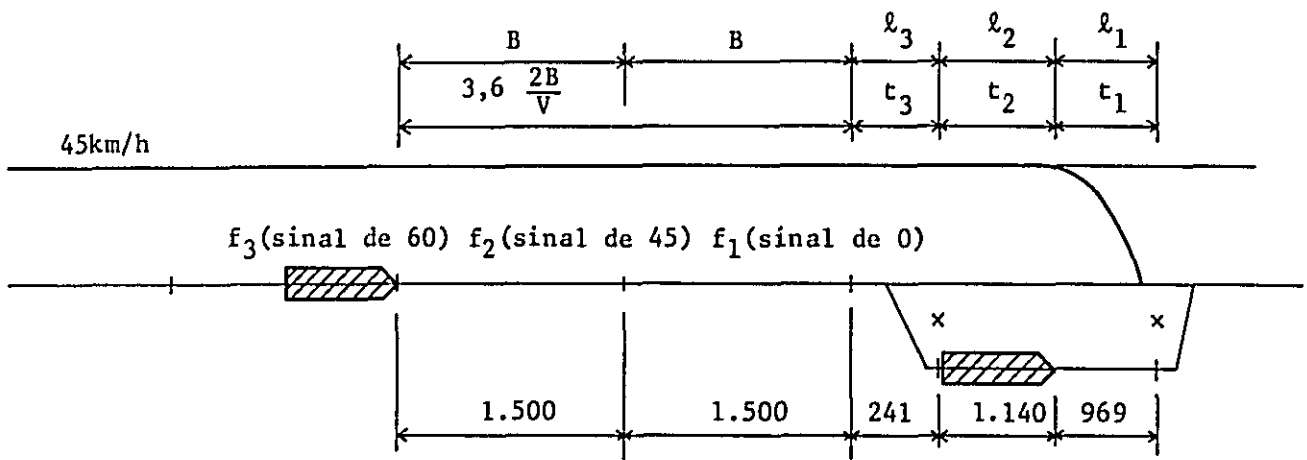 B B ℓ₃ ℓ₂ ℓ₁
3,6 2B/V t₃ t₂ t₁
45km/h
f₃(sinal de 60) f₂(sinal de 45) f₁(sinal de 0)
x x
1.500 1.500 241 1.140 969